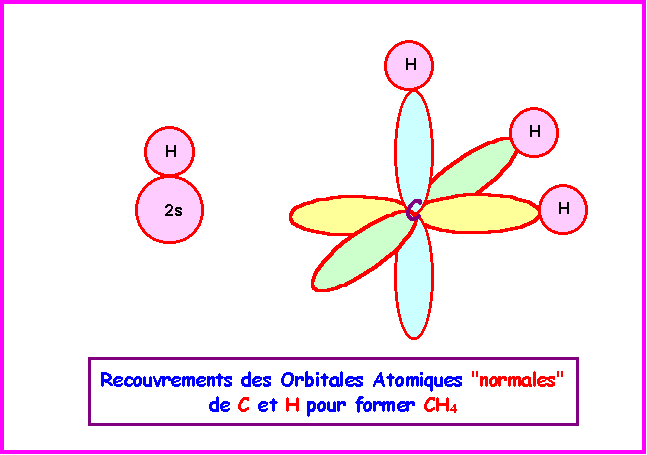 H
H
H
2s
H
C
Recouvrements des Orbitales Atomiques "normales"
de C et H pour former CH₄